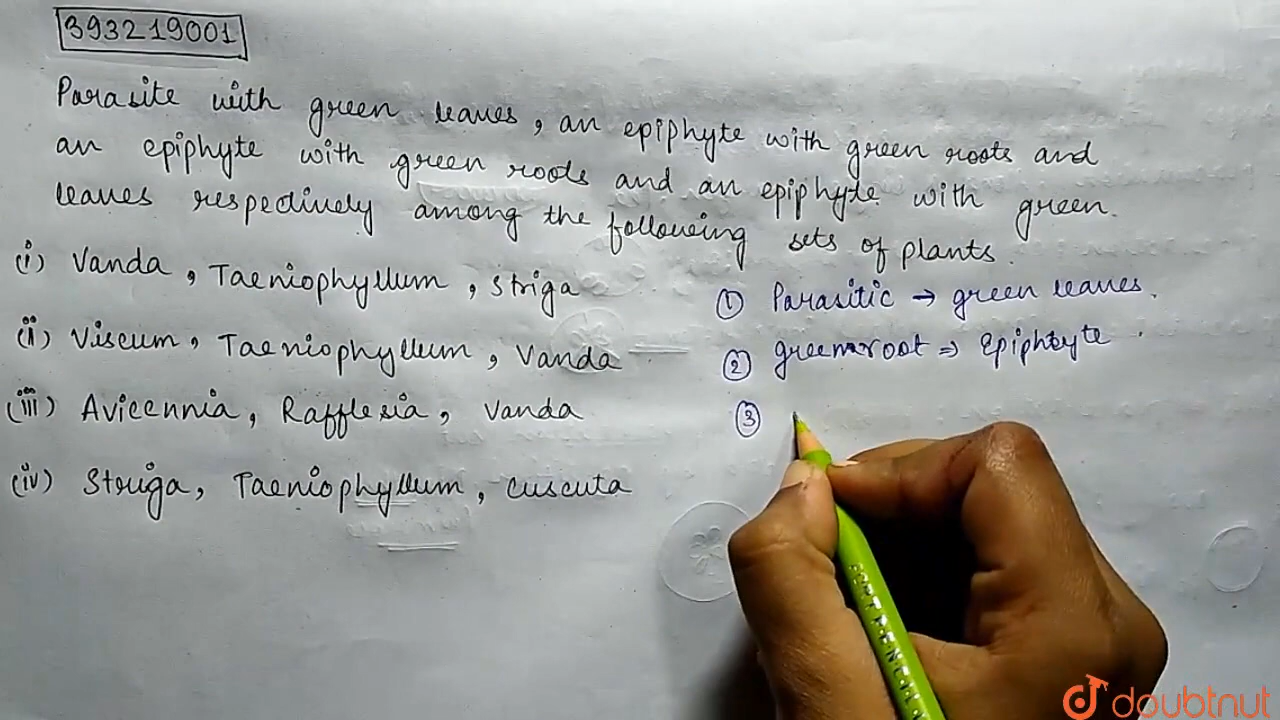 393219001
Parasite with green leaves, an epiphyte with green roots and
an epiphyte with green roots and an epiphyte with green.
leaves respectively among the following sets of plants.
(i) Vanda, Taeniophyllum, Striga
(ii) Viscum, Taeniophyllum, Vanda
(iii) Avicennia, Rafflesia, Vanda
(iv) Striga, Taeniophyllum, Cuscuta
① Parasitic → green leaves.
② green root ⇒ Epiphtyte.
③
doubtnut